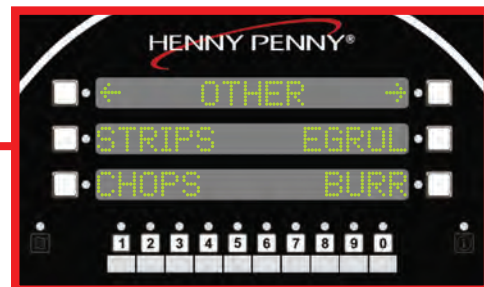 HENNY PENNY®
← OTHER →
STRIPS EGROL
CHOPS BURR
1 2 3 4 5 6 7 8 9 0